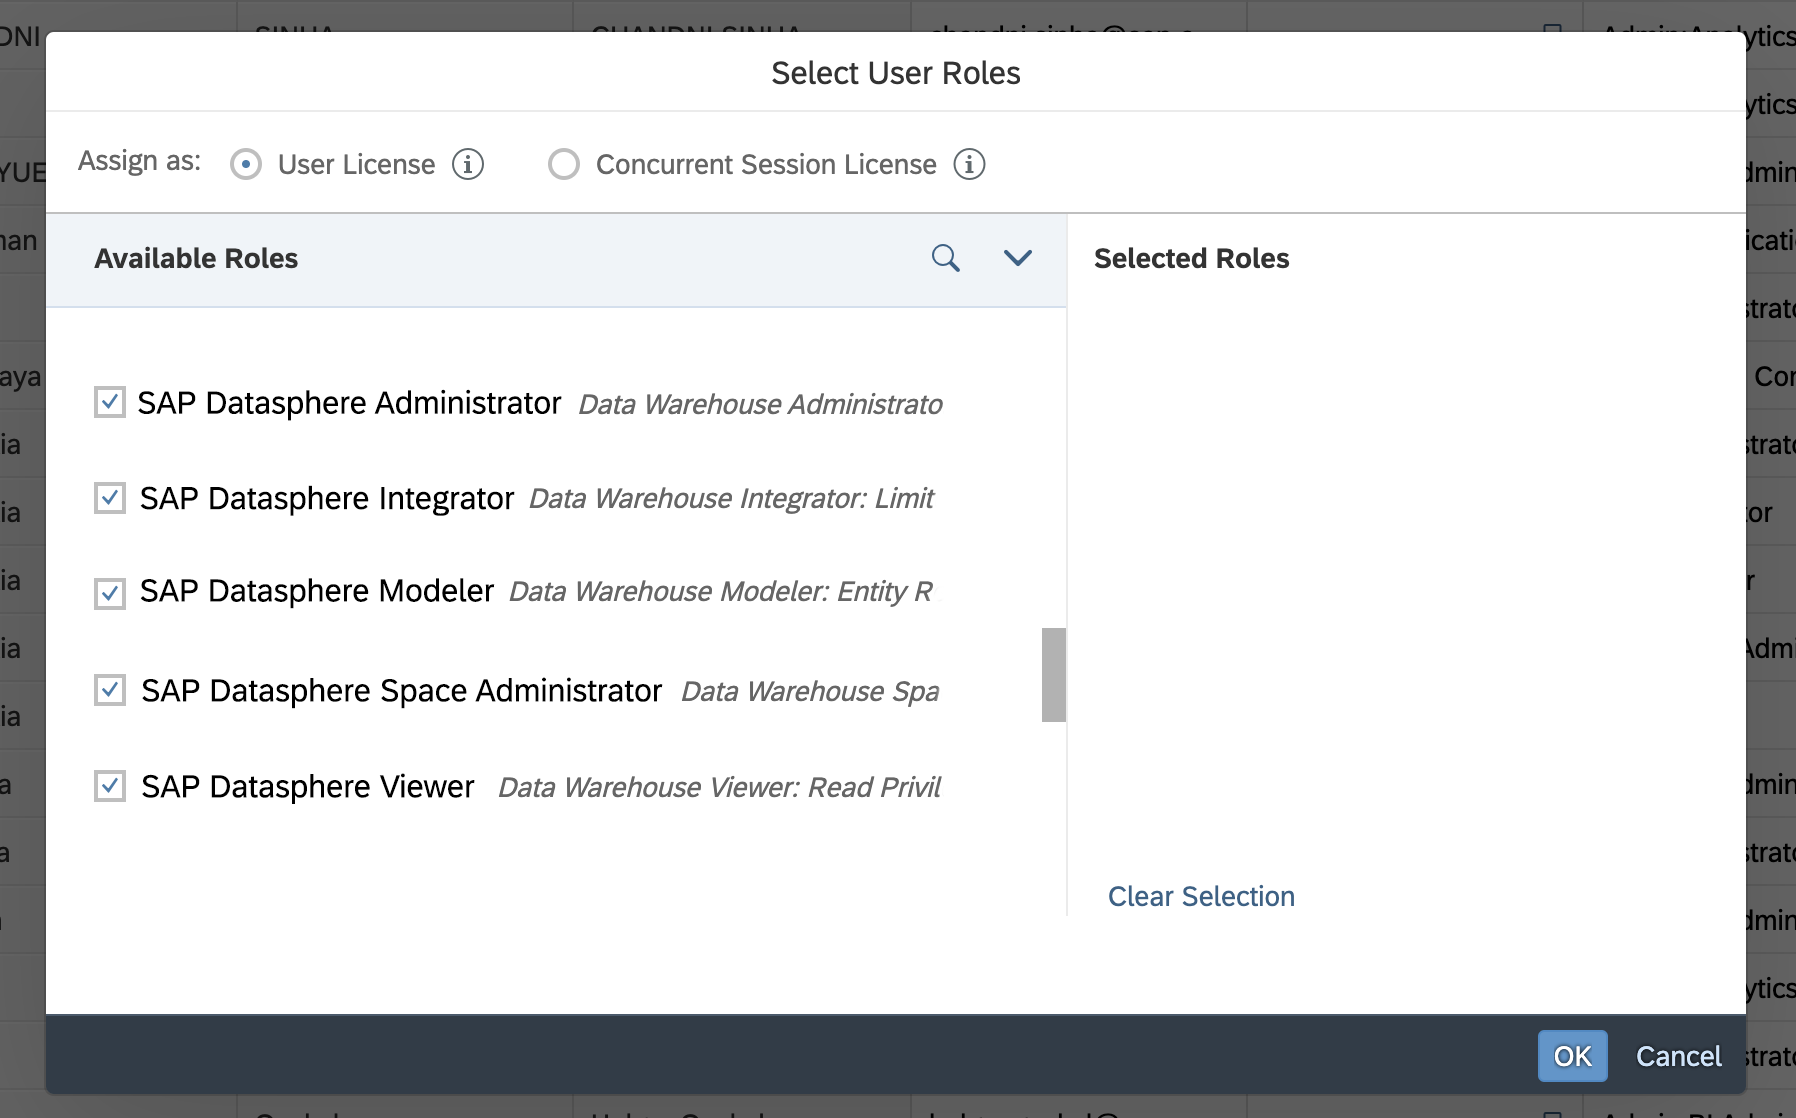 Select User Roles
Assign as: User License Concurrent Session License
Available Roles
Selected Roles
SAP Datasphere Administrator Data Warehouse Administrato
SAP Datasphere Integrator Data Warehouse Integrator: Limit
SAP Datasphere Modeler Data Warehouse Modeler: Entity R
SAP Datasphere Space Administrator Data Warehouse Spa
SAP Datasphere Viewer Data Warehouse Viewer: Read Privil
Clear Selection
OK Cancel